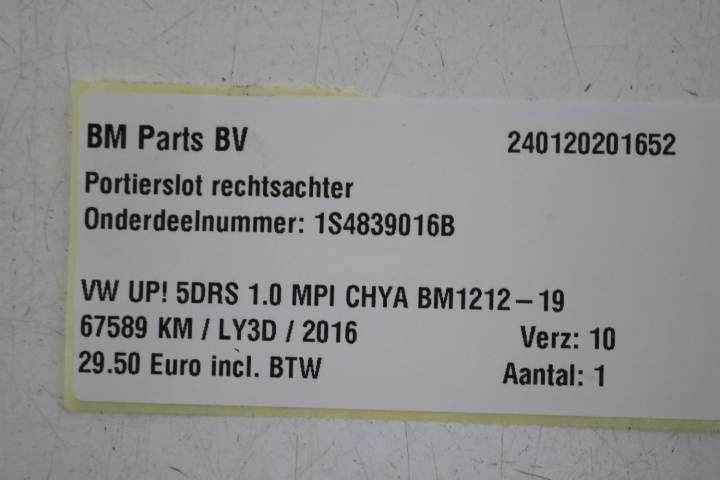 BM Parts BV 240120201652
Portierslot rechtsachter
Onderdeelnummer: 1S4839016B
VW UP! 5DRS 1.0 MPI CHYA BM1212-19
67589 KM / LY3D / 2016 Verz: 10
29.50 Euro incl. BTW Aantal: 1